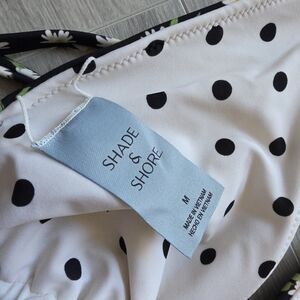 SHADE
&
SHORE
M
MADE IN VIETNAM
HECHO EN VIETNAM